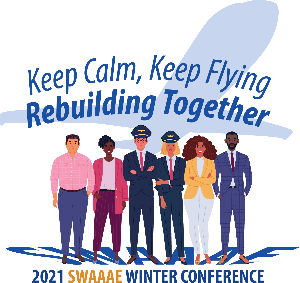 Keep Calm, Keep Flying
Rebuilding Together
2021 SWAAAE WINTER CONFERENCE